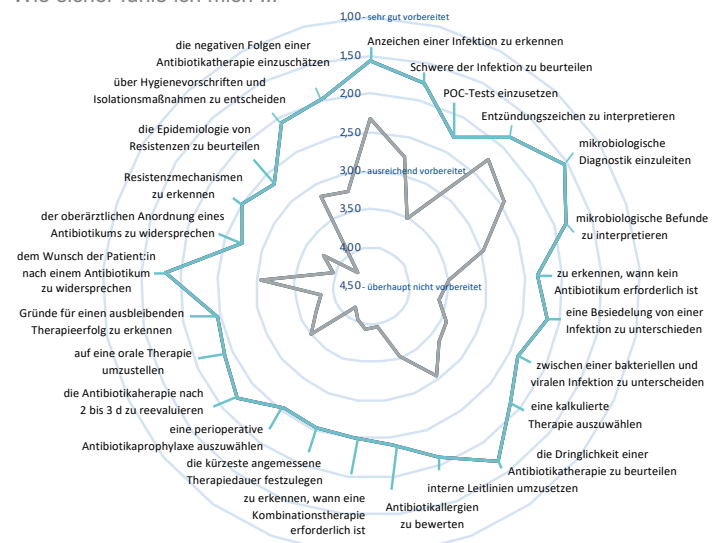 Wie sicher fühle ich mich ...
1,00 - sehr gut vorbereitet
1,50
2,00
2,50
3,00 - ausreichend vorbereitet
3,50
4,00
4,50 - überhaupt nicht vorbereitet
Anzeichen einer Infektion zu erkennen
Schwere der Infektion zu beurteilen
POC-Tests einzusetzen
Entzündungszeichen zu interpretieren
mikrobiologische
Diagnostik einzuleiten
mikrobiologische Befunde
zu interpretieren
zu erkennen, wann kein
Antibiotikum erforderlich ist
eine Besiedelung von einer
Infektion zu unterschieden
zwischen einer bakteriellen und
viralen Infektion zu unterscheiden
eine kalkulierte
Therapie auszuwählen
die Dringlichkeit einer
Antibiotikatherapie zu beurteilen
interne Leitlinien umzusetzen
Antibiotikallergien
zu bewerten
zu erkennen, wann eine
Kombinationstherapie
erforderlich ist
die kürzeste angemessene
Therapiedauer festzulegen
eine perioperative
Antibiotikaprophylaxe auszuwählen
die Antibiotikaherapie nach
2 bis 3 d zu reevaluieren
auf eine orale Therapie
umzustellen
Gründe für einen ausbleibenden
Therapieerfolg zu erkennen
dem Wunsch der Patient:in
nach einem Antibiotikum
zu widersprechen
der oberärztlichen Anordnung eines
Antibiotikums zu widersprechen
Resistenzmechanismen
zu erkennen
die Epidemiologie von
Resistenzen zu beurteilen
über Hygienevorschriften und
Isolationsmaßnahmen zu entscheiden
die negativen Folgen einer
Antibiotikatherapie einzuschätzen